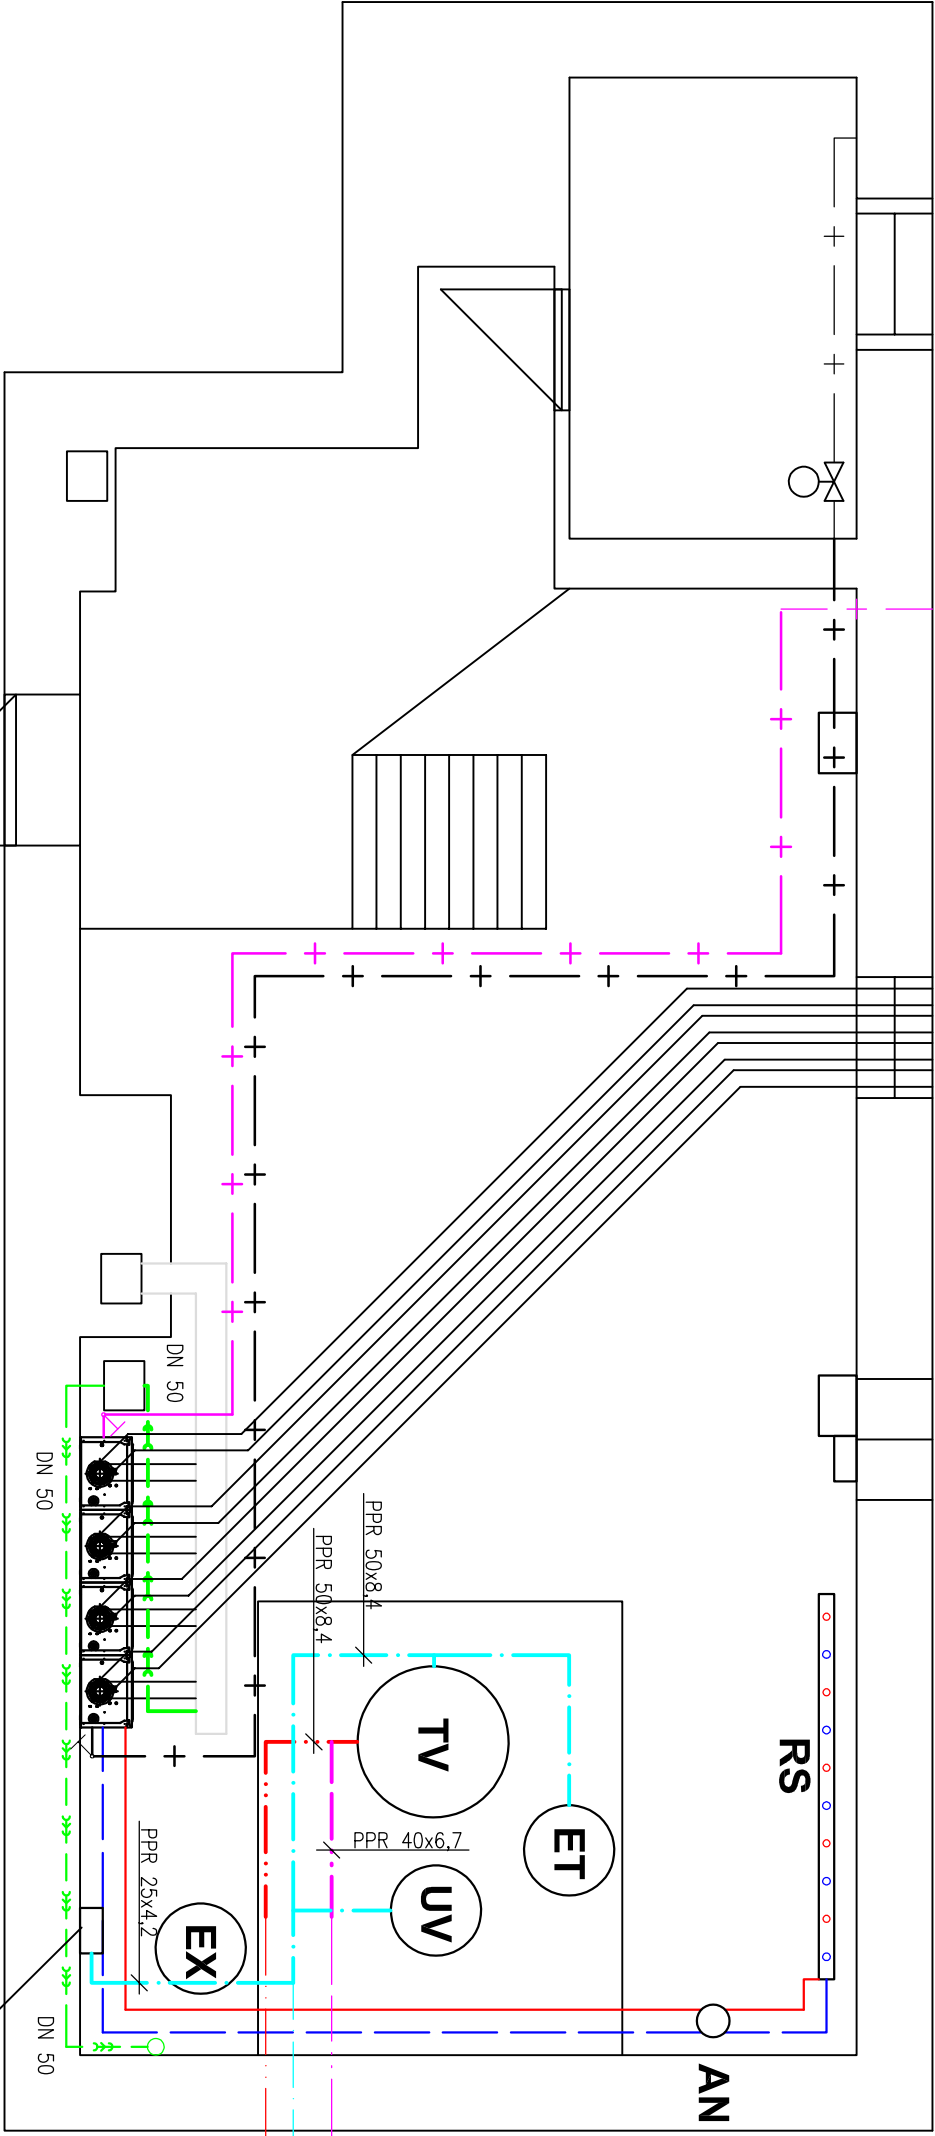 DN 50
DN 50
PPR 50x8,4
PPR 50x8,4
TV
RS
PPR 40x6,7
ET
UV
PPR 25x4,2
EX
DN 50
AN